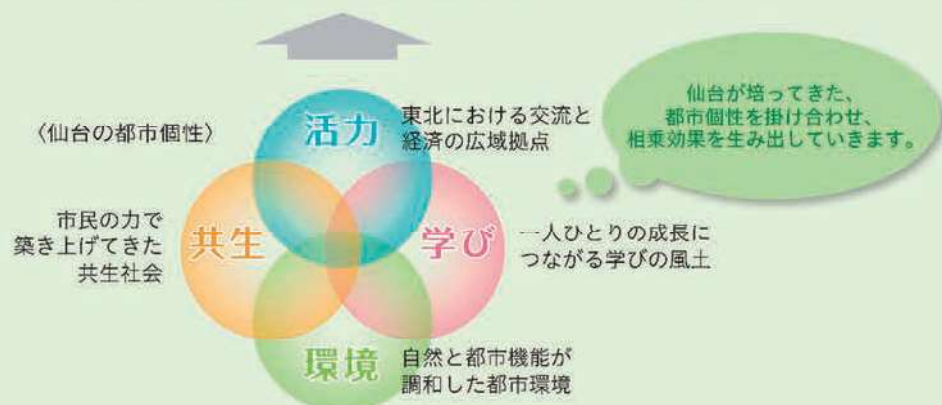 〈仙台の都市個性〉
活力
東北における交流と
経済の広域拠点
仙台が培ってきた、
都市個性を掛け合わせ、
相乗効果を生み出していきます。
市民の力で
築き上げてきた
共生社会
共生
学び
一人ひとりの成長に
つながる学びの風土
環境
自然と都市機能が
調和した都市環境